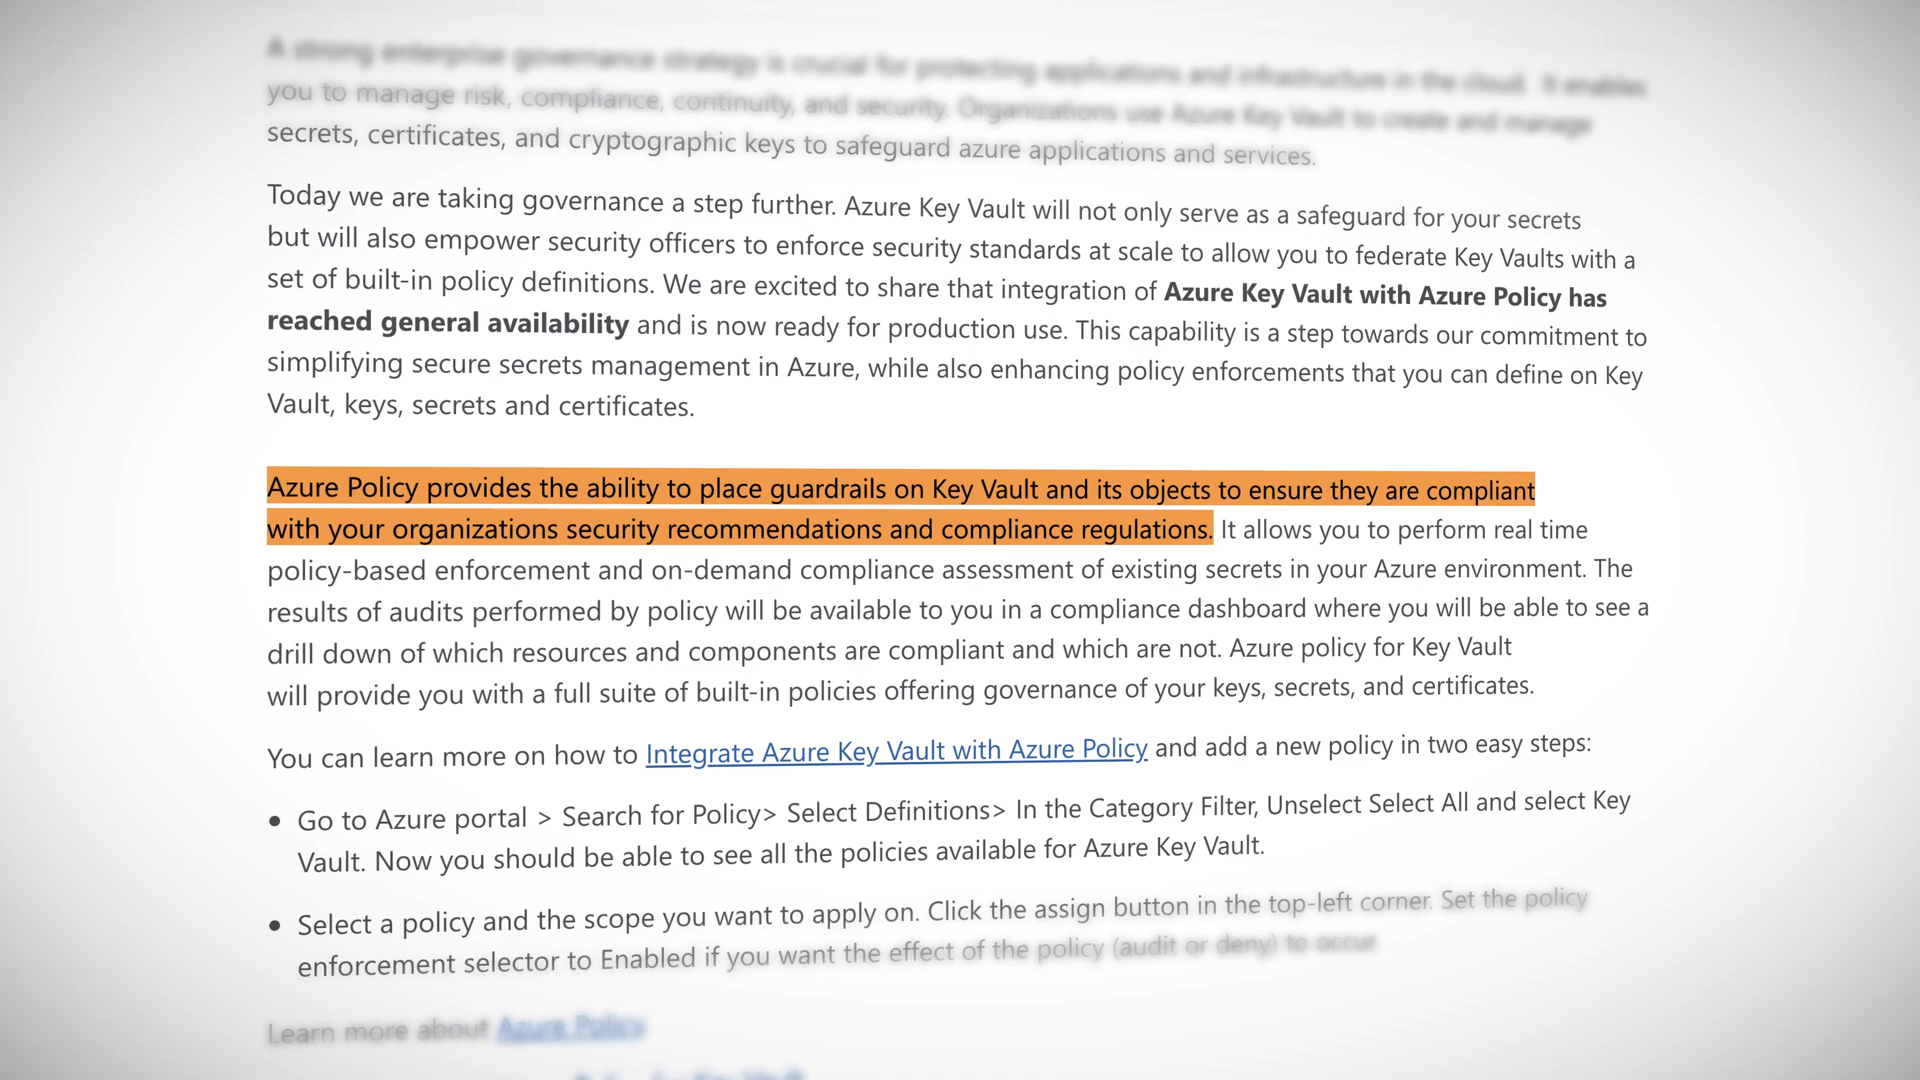 A strong enterprise governance strategy is crucial for protecting applications and infrastructure in the cloud. It enables
you to manage risk, compliance, continuity, and security. Organizations use Azure Key Vault to create and manage
secrets, certificates, and cryptographic keys to safeguard azure applications and services.
Today we are taking governance a step further. Azure Key Vault will not only serve as a safeguard for your secrets
but will also empower security officers to enforce security standards at scale to allow you to federate Key Vaults with a
set of built-in policy definitions. We are excited to share that integration of Azure Key Vault with Azure Policy has
reached general availability and is now ready for production use. This capability is a step towards our commitment to
simplifying secure secrets management in Azure, while also enhancing policy enforcements that you can define on Key
Vault, keys, secrets and certificates.
Azure Policy provides the ability to place guardrails on Key Vault and its objects to ensure they are compliant
with your organizations security recommendations and compliance regulations. It allows you to perform real time
policy-based enforcement and on-demand compliance assessment of existing secrets in your Azure environment. The
results of audits performed by policy will be available to you in a compliance dashboard where you will be able to see a
drill down of which resources and components are compliant and which are not. Azure policy for Key Vault
will provide you with a full suite of built-in policies offering governance of your keys, secrets, and certificates.
You can learn more on how to Integrate Azure Key Vault with Azure Policy and add a new policy in two easy steps:
• Go to Azure portal > Search for Policy> Select Definitions> In the Category Filter, Unselect Select All and select Key
Vault. Now you should be able to see all the policies available for Azure Key Vault.
• Select a policy and the scope you want to apply on. Click the assign button in the top-left corner. Set the policy
enforcement selector to Enabled if you want the effect of the policy (audit or deny) to occur
Learn more about Azure Policy